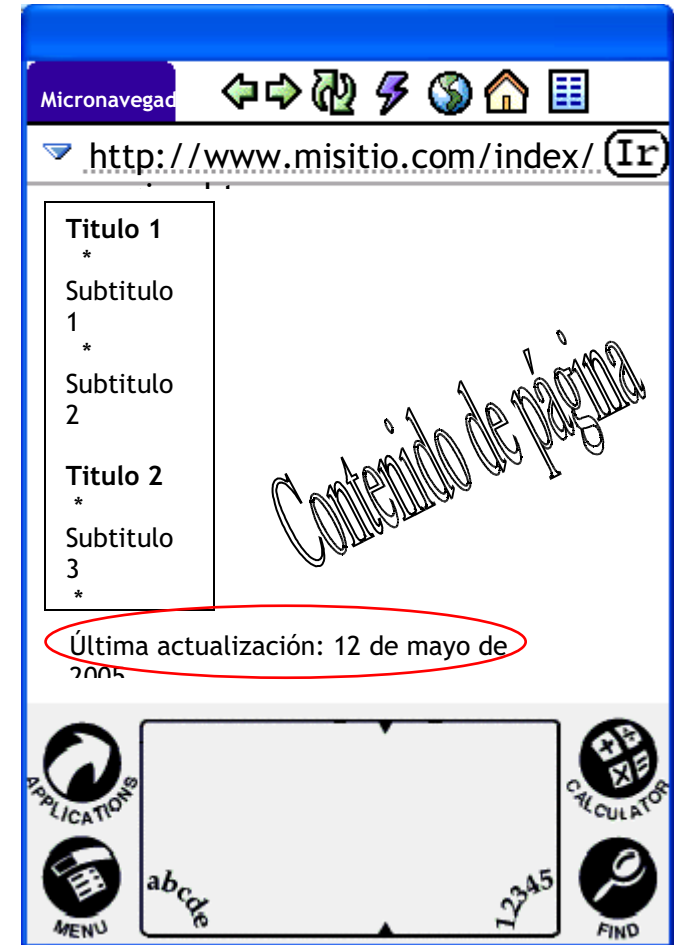 Micronavegad
http://www.misitio.com/index/ Ir
Titulo 1
*
Subtitulo
1
*
Subtitulo
2
Titulo 2
*
Subtitulo
3
*
Contenido de página
Última actualización: 12 de mayo de
2005
APPLICATIONS
CALCULATOR
abcde
12345
MENU
FIND